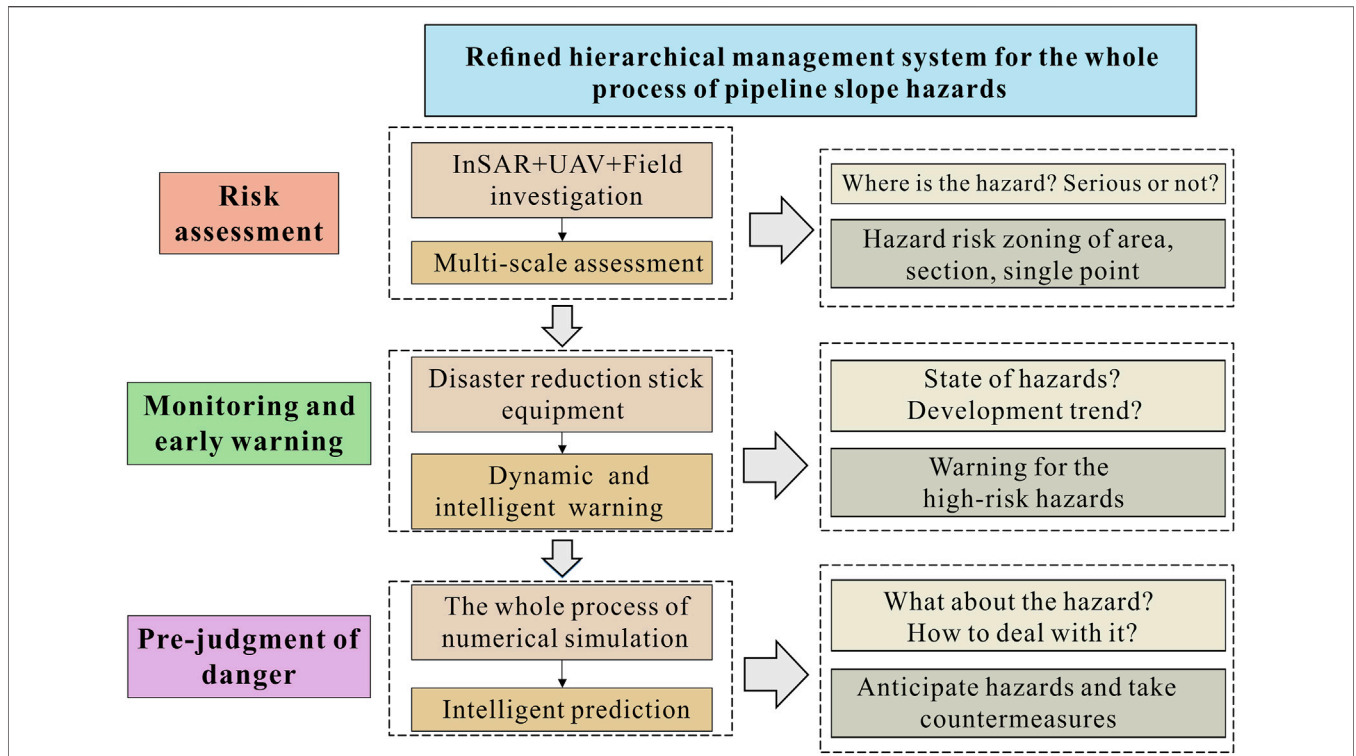 Refined hierarchical management system for the whole
process of pipeline slope hazards
Risk
assessment
InSAR+UAV+Field
investigation
Multi-scale assessment
Where is the hazard? Serious or not?
Hazard risk zoning of area,
section, single point
Monitoring and
early warning
Disaster reduction stick
equipment
Dynamic and
intelligent warning
State of hazards?
Development trend?
Warning for the
high-risk hazards
Pre-judgment of
danger
The whole process of
numerical simulation
Intelligent prediction
What about the hazard?
How to deal with it?
Anticipate hazards and take
countermeasures